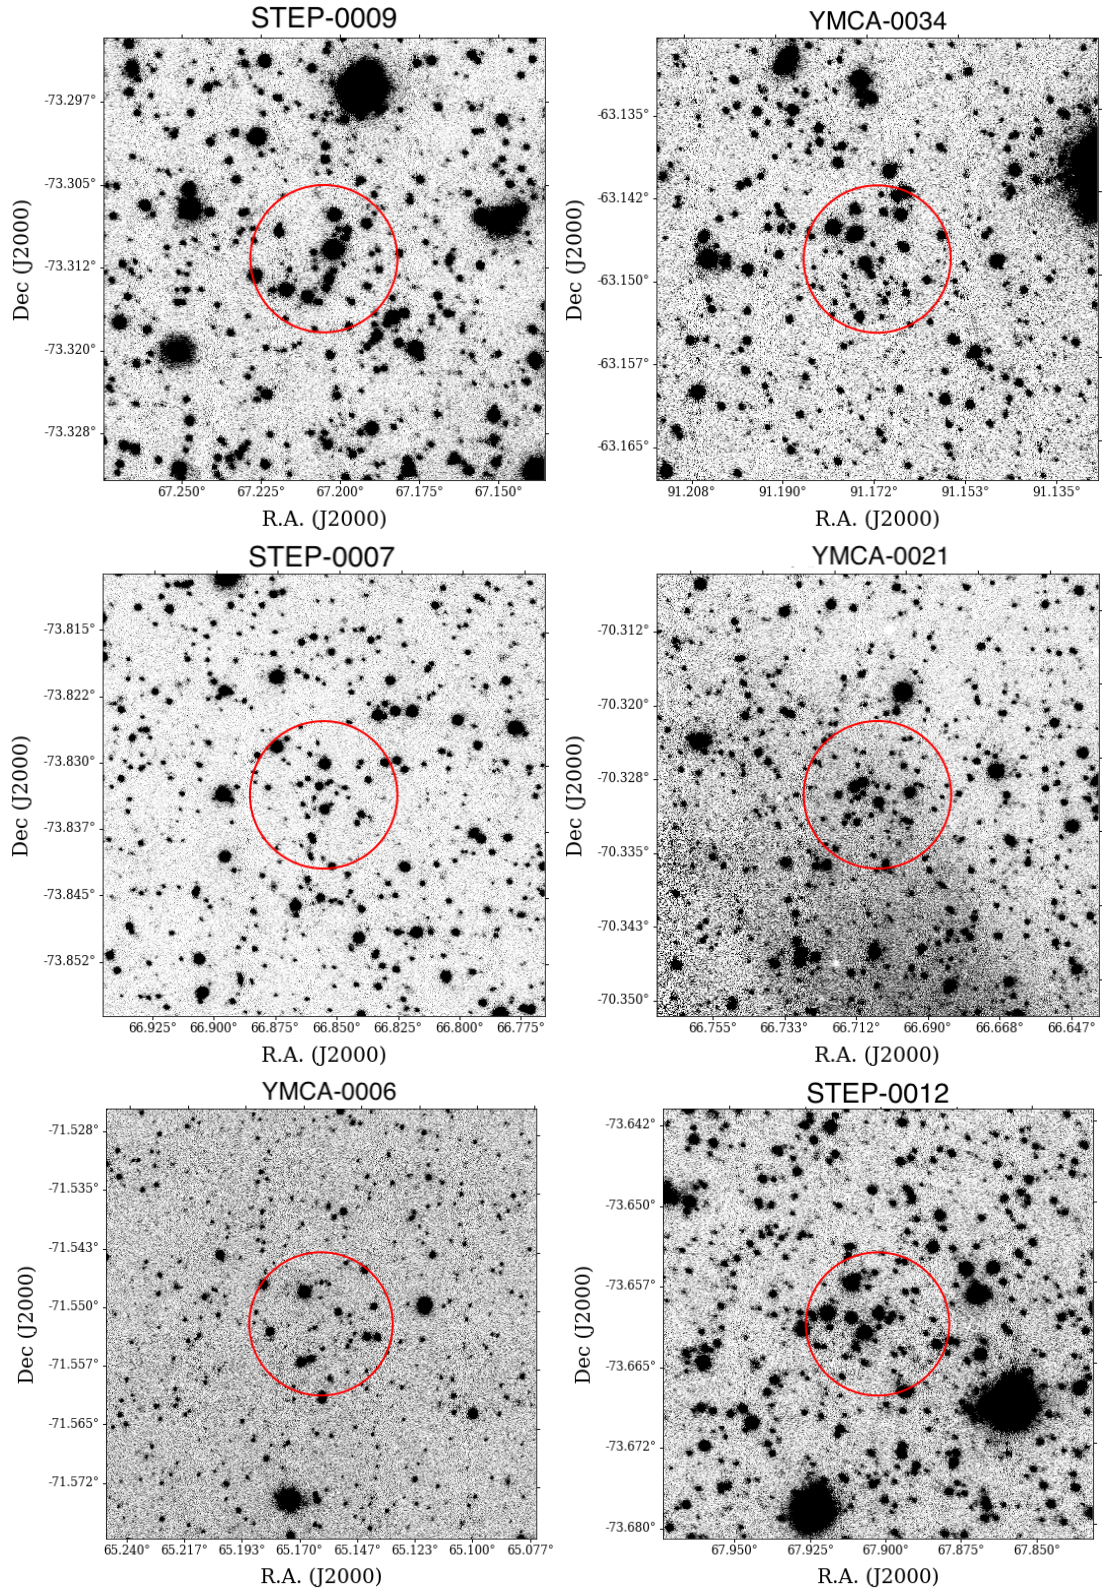 STEP-0009
-73.297°
-73.305°
-73.312°
-73.320°
-73.328°
Dec (J2000)
67.250° 67.225° 67.200° 67.175° 67.150°
R.A. (J2000)
YMCA-0034
-63.135°
-63.142°
-63.150°
-63.157°
-63.165°
Dec (J2000)
91.208° 91.190° 91.172° 91.153° 91.135°
R.A. (J2000)
STEP-0007
-73.815°
-73.822°
-73.830°
-73.837°
-73.845°
-73.852°
Dec (J2000)
66.925° 66.900° 66.875° 66.850° 66.825° 66.800° 66.775°
R.A. (J2000)
YMCA-0021
-70.312°
-70.320°
-70.328°
-70.335°
-70.343°
-70.350°
Dec (J2000)
66.755° 66.733° 66.712° 66.690° 66.668° 66.647°
R.A. (J2000)
YMCA-0006
-71.528°
-71.535°
-71.543°
-71.550°
-71.557°
-71.565°
-71.572°
Dec (J2000)
65.240° 65.217° 65.193° 65.170° 65.147° 65.123° 65.100° 65.077°
R.A. (J2000)
STEP-0012
-73.642°
-73.650°
-73.657°
-73.665°
-73.672°
-73.680°
Dec (J2000)
67.950° 67.925° 67.900° 67.875° 67.850°
R.A. (J2000)